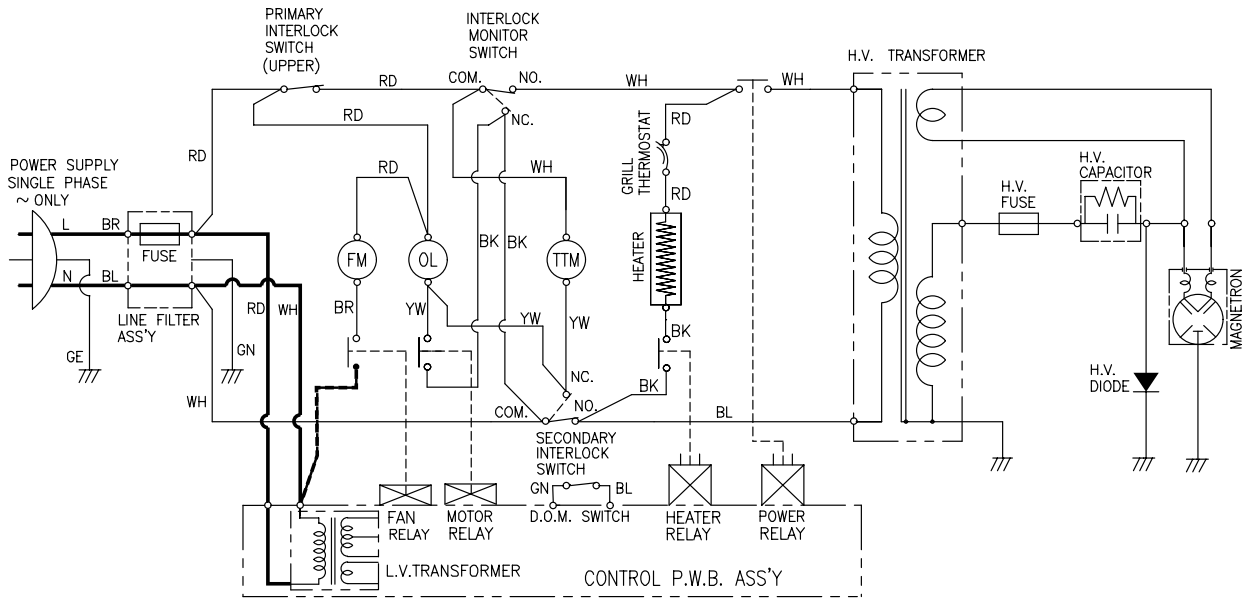 PRIMARY
INTERLOCK
SWITCH
(UPPER)
INTERLOCK
MONITOR
SWITCH
H.V. TRANSFORMER
RD
COM.
NO.
WH
WH
RD
NC.
RD
RD
WH
GRILL
THERMOSTAT
H.V.
CAPACITOR
POWER SUPPLY
SINGLE PHASE
~ ONLY
RD
RD
H.V.
FUSE
L
BR
FUSE
BK
BK
FM
OL
TTM
HEATER
N
BL
RD
WH
BR
YW
YW
YW
BK
LINE FILTER
ASS'Y
MAGNETRON
GE
GN
NC.
BK
H.V.
DIODE
WH
COM.
NO.
BL
SECONDARY
INTERLOCK
SWITCH
GN
BL
FAN
RELAY
MOTOR
RELAY
D.O.M. SWITCH
HEATER
RELAY
POWER
RELAY
L.V.TRANSFORMER
CONTROL P.W.B. ASS'Y